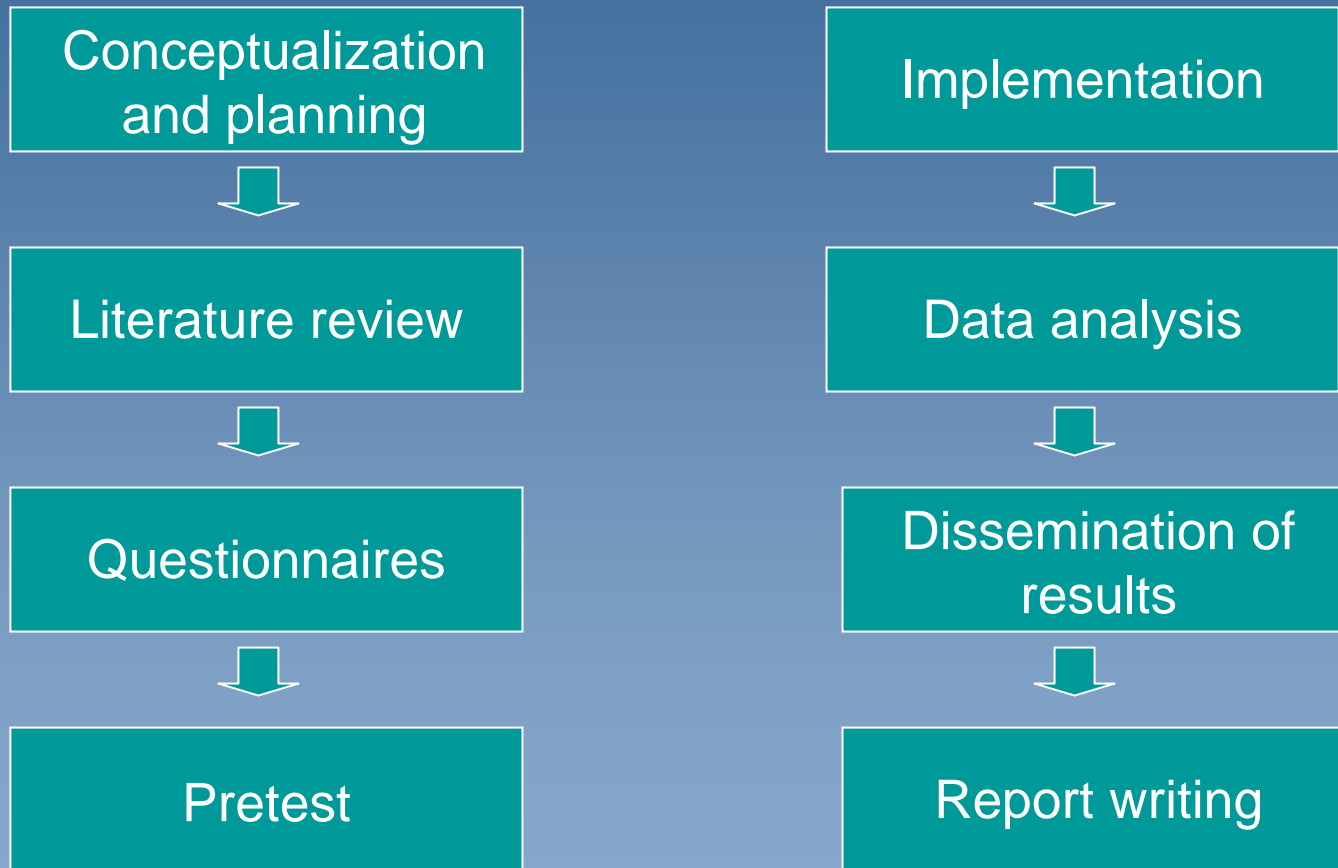 Conceptualization
and planning
Literature review
Questionnaires
Pretest
Implementation
Data analysis
Dissemination of
results
Report writing